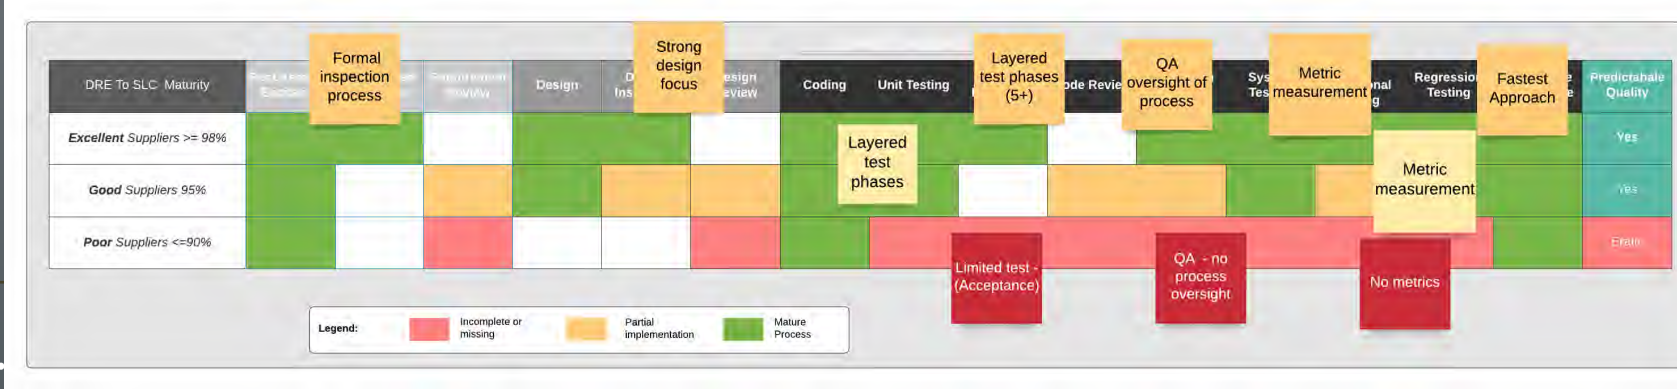 Formal
inspection
process
Strong
design
focus
Layered
test phases
(5+)
QA
oversight of
process
Metric
measurement
Fastest
Approach
DRE To SLC Maturity
Design
Coding
Unit Testing
Regression
Testing
Predictable
Quality
Excellent Suppliers >= 98%
Yes
Layered
test
phases
Metric
measurement
Good Suppliers 95%
Yes
Poor Suppliers <=90%
Limited test -
(Acceptance)
QA - no
process
oversight
No metrics
Legend:
Incomplete or
missing
Partial
implementation
Mature
Process